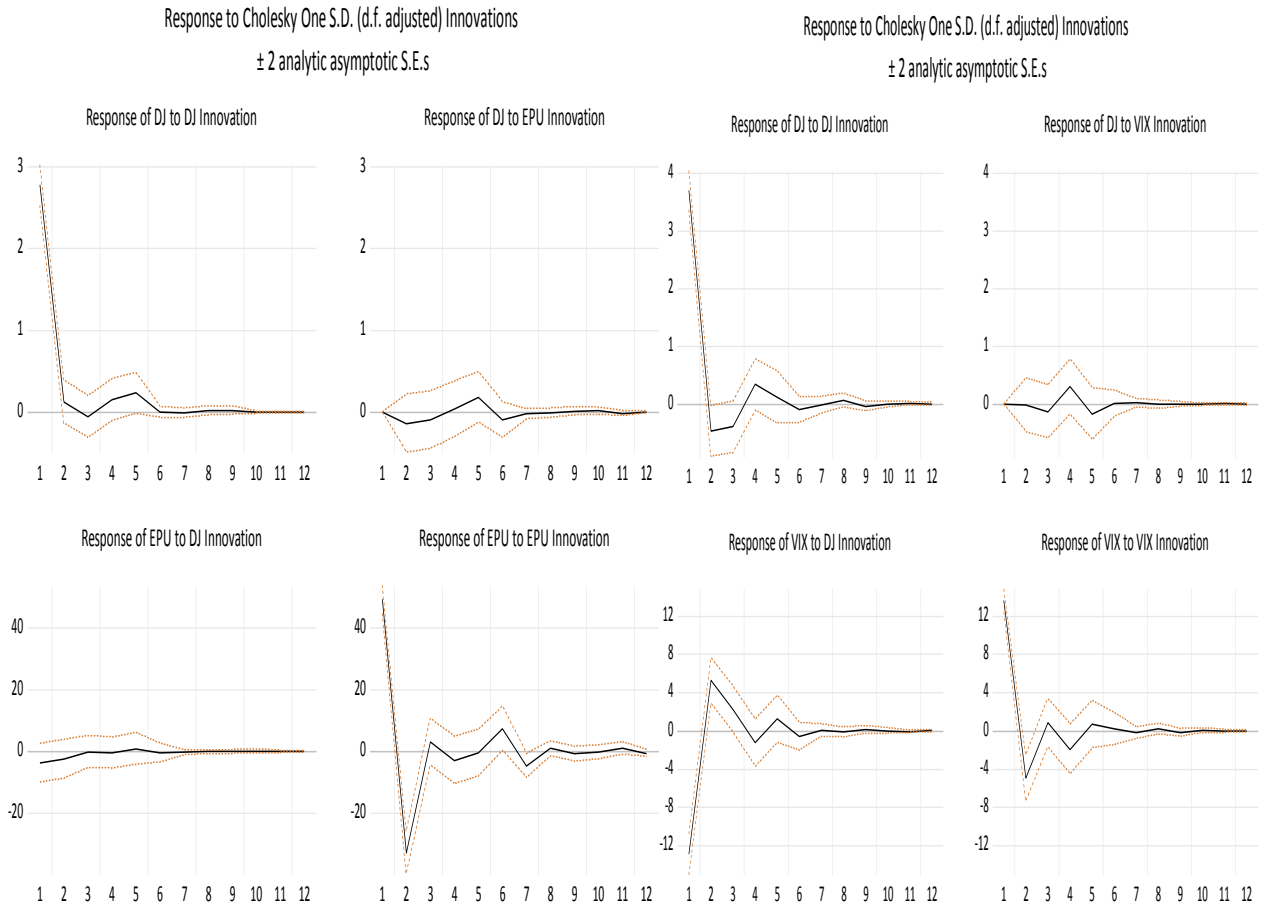 Response to Cholesky One S.D. (d.f. adjusted) Innovations
± 2 analytic asymptotic S.E.s
Response of DJ to DJ Innovation
3
2
1
0
1 2 3 4 5 6 7 8 9 10 11 12
Response of DJ to EPU Innovation
3
2
1
0
1 2 3 4 5 6 7 8 9 10 11 12
Response of EPU to DJ Innovation
40
20
0
-20
1 2 3 4 5 6 7 8 9 10 11 12
Response of EPU to EPU Innovation
40
20
0
-20
1 2 3 4 5 6 7 8 9 10 11 12
Response to Cholesky One S.D. (d.f. adjusted) Innovations
± 2 analytic asymptotic S.E.s
Response of DJ to DJ Innovation
4
3
2
1
0
1 2 3 4 5 6 7 8 9 10 11 12
Response of DJ to VIX Innovation
4
3
2
1
0
1 2 3 4 5 6 7 8 9 10 11 12
Response of VIX to DJ Innovation
12
8
4
0
-4
-8
-12
1 2 3 4 5 6 7 8 9 10 11 12
Response of VIX to VIX Innovation
12
8
4
0
-4
-8
-12
1 2 3 4 5 6 7 8 9 10 11 12